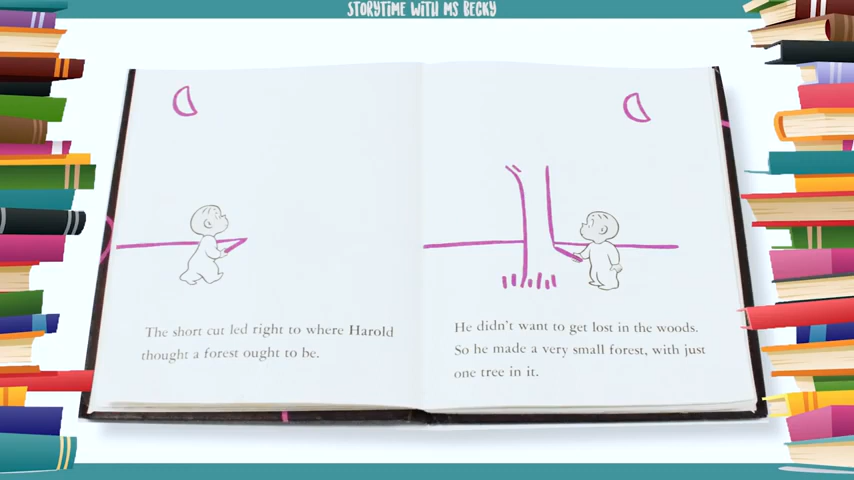 STORYTIME WITH MS BECKY
The short cut led right to where Harold
thought a forest ought to be.
He didn't want to get lost in the woods.
So he made a very small forest, with just
one tree in it.